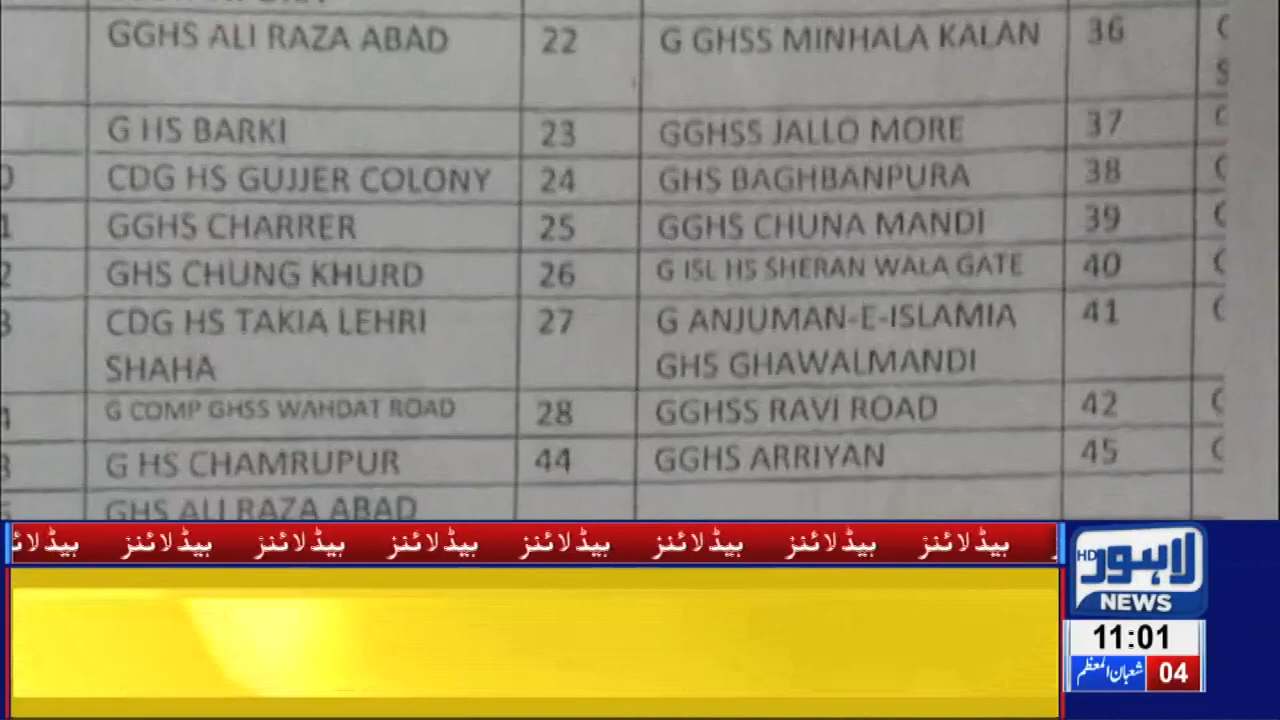 GGHS ALI RAZA ABAD 22 G GHSS MINHALA KALAN 36
G HS BARKI 23 GGHSS JALLO MORE 37
CDG HS GUJJER COLONY 24 GHS BAGHBANPURA 38
GGHS CHARRER 25 GGHS CHUNA MANDI 39
GHS CHUNG KHURD 26 G ISL HS SHERAN WALA GATE 40
CDG HS TAKIA LEHRI 27 G ANJUMAN-E-ISLAMIA 41
SHAHA GHS GHAWALMANDI
G COMP GHSS WAHDAT ROAD 28 GGHSS RAVI ROAD 42
G HS CHAMRUPUR 44 GGHS ARRIYAN 45
GHS ALI RAZA ABAD
ہیڈلائنز ہیڈلائنز ہیڈلائنز ہیڈلائنز ہیڈلائنز ہیڈلائنز ہیڈلائنز
لاہور HD
NEWS
11:01
04 شعبان المعظم